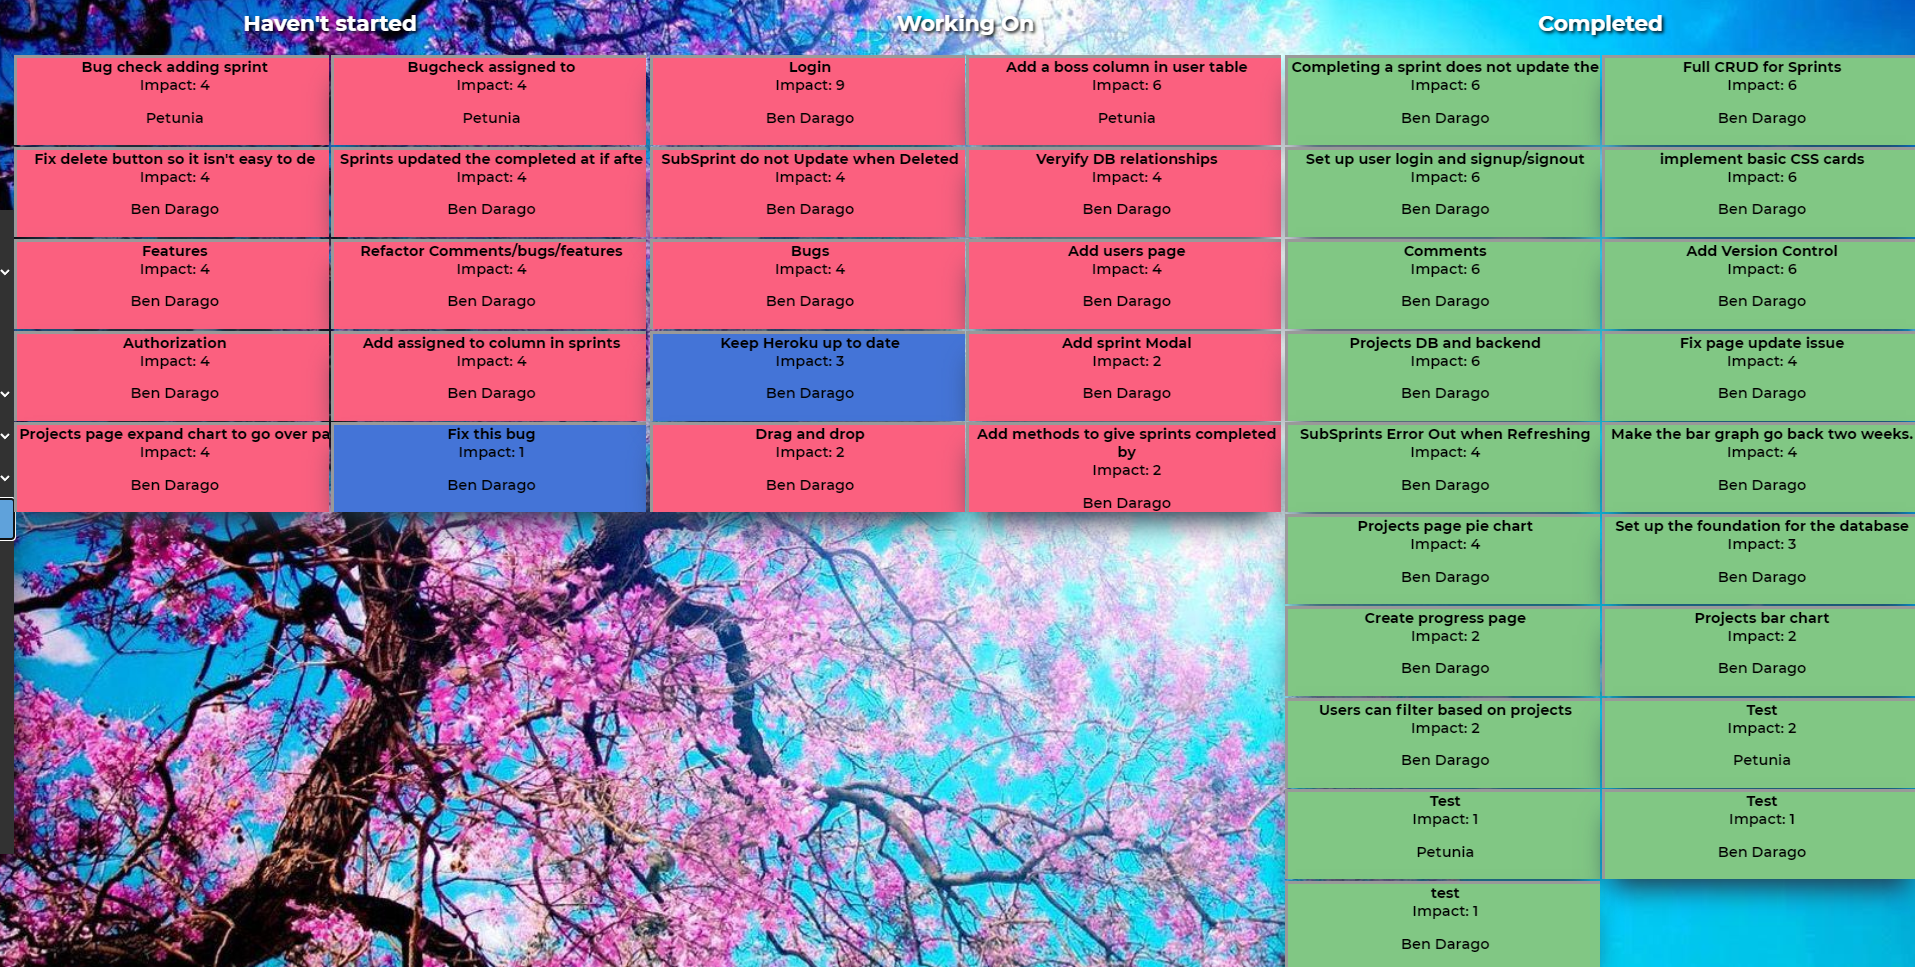 Haven't started
Working On
Completed
Bug check adding sprint
Impact: 4
Petunia
Bugcheck assigned to
Impact: 4
Petunia
Fix delete button so it isn't easy to de
Impact: 4
Ben Darago
Sprints updated the completed at if afte
Impact: 4
Ben Darago
Features
Impact: 4
Ben Darago
Refactor Comments/bugs/features
Impact: 4
Ben Darago
Authorization
Impact: 4
Ben Darago
Add assigned to column in sprints
Impact: 4
Ben Darago
Projects page expand chart to go over pa
Impact: 4
Ben Darago
Fix this bug
Impact: 1
Ben Darago
Login
Impact: 9
Ben Darago
Add a boss column in user table
Impact: 6
Petunia
SubSprint do not Update when Deleted
Impact: 4
Ben Darago
Veryify DB relationships
Impact: 4
Ben Darago
Bugs
Impact: 4
Ben Darago
Add users page
Impact: 4
Ben Darago
Keep Heroku up to date
Impact: 3
Ben Darago
Add sprint Modal
Impact: 2
Ben Darago
Drag and drop
Impact: 2
Ben Darago
Add methods to give sprints completed
by
Impact: 2
Ben Darago
Completing a sprint does not update the
Impact: 6
Ben Darago
Full CRUD for Sprints
Impact: 6
Ben Darago
Set up user login and signup/signout
Impact: 6
Ben Darago
implement basic CSS cards
Impact: 6
Ben Darago
Comments
Impact: 6
Ben Darago
Add Version Control
Impact: 6
Ben Darago
Projects DB and backend
Impact: 6
Ben Darago
Fix page update issue
Impact: 4
Ben Darago
SubSprints Error Out when Refreshing
Impact: 4
Ben Darago
Make the bar graph go back two weeks.
Impact: 4
Ben Darago
Projects page pie chart
Impact: 4
Ben Darago
Set up the foundation for the database
Impact: 3
Ben Darago
Create progress page
Impact: 2
Ben Darago
Projects bar chart
Impact: 2
Ben Darago
Users can filter based on projects
Impact: 2
Ben Darago
Test
Impact: 2
Petunia
Test
Impact: 1
Petunia
Test
Impact: 1
Ben Darago
test
Impact: 1
Ben Darago